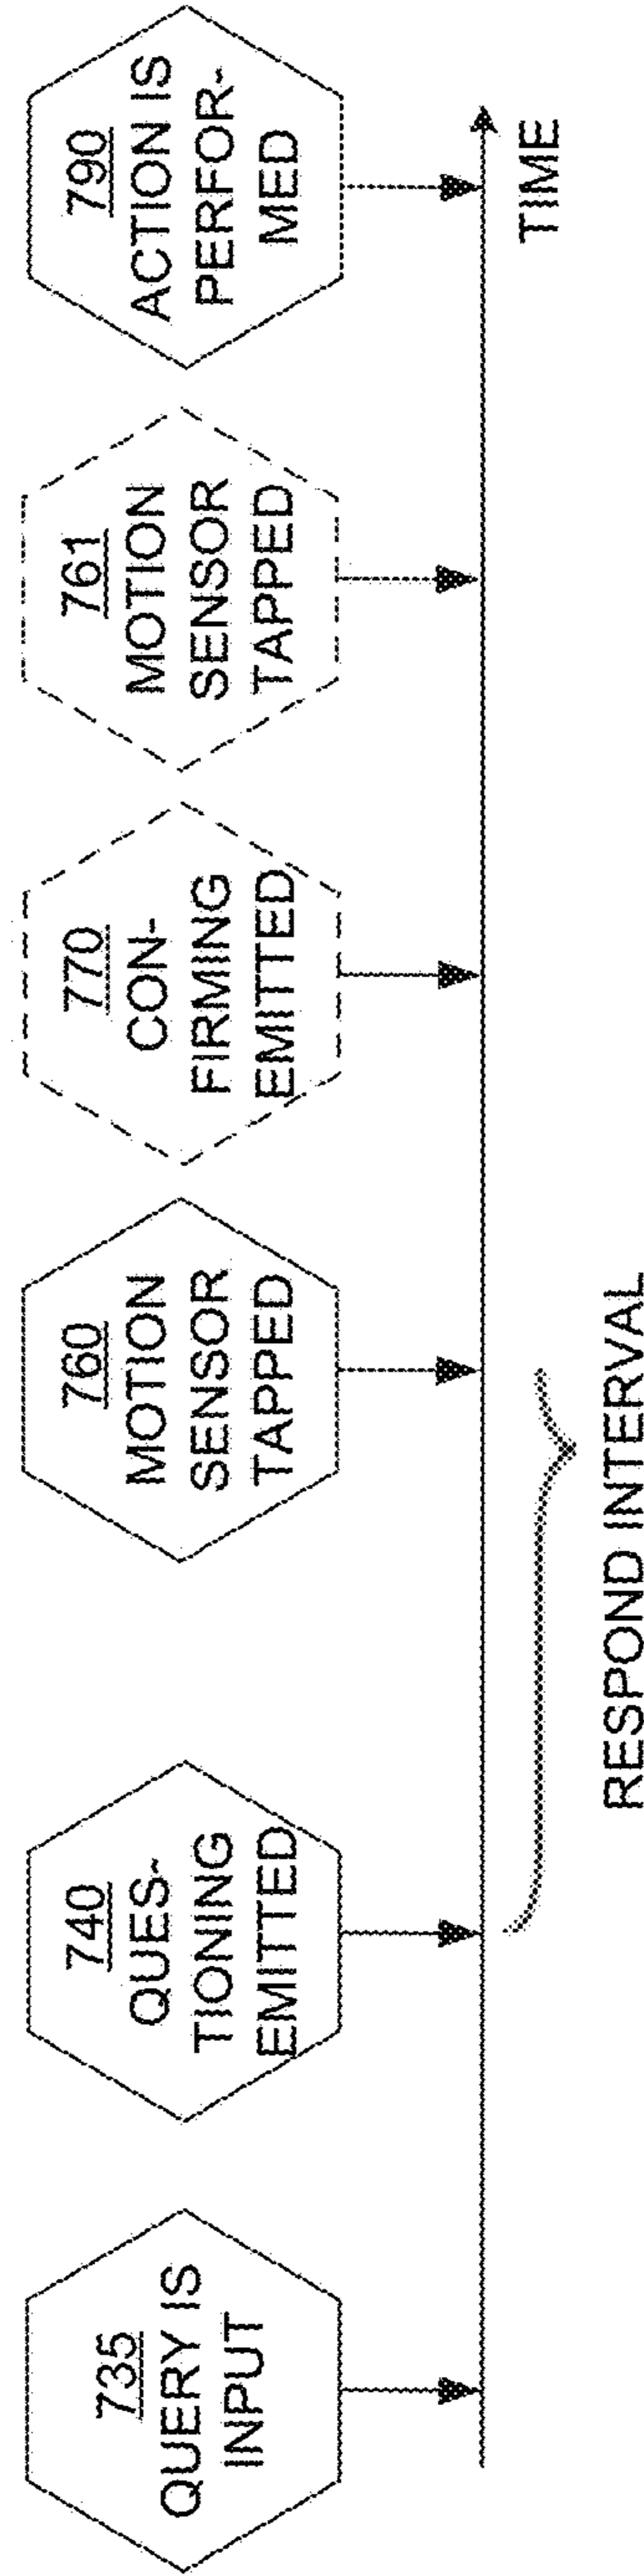 735
QUERY IS
INPUT
740
QUES-
TIONING
EMITTED
760
MOTION
SENSOR
TAPPED
770
CON-
FIRMING
EMITTED
761
MOTION
SENSOR
TAPPED
790
ACTION IS
PERFOR-
MED
TIME
RESPOND INTERVAL